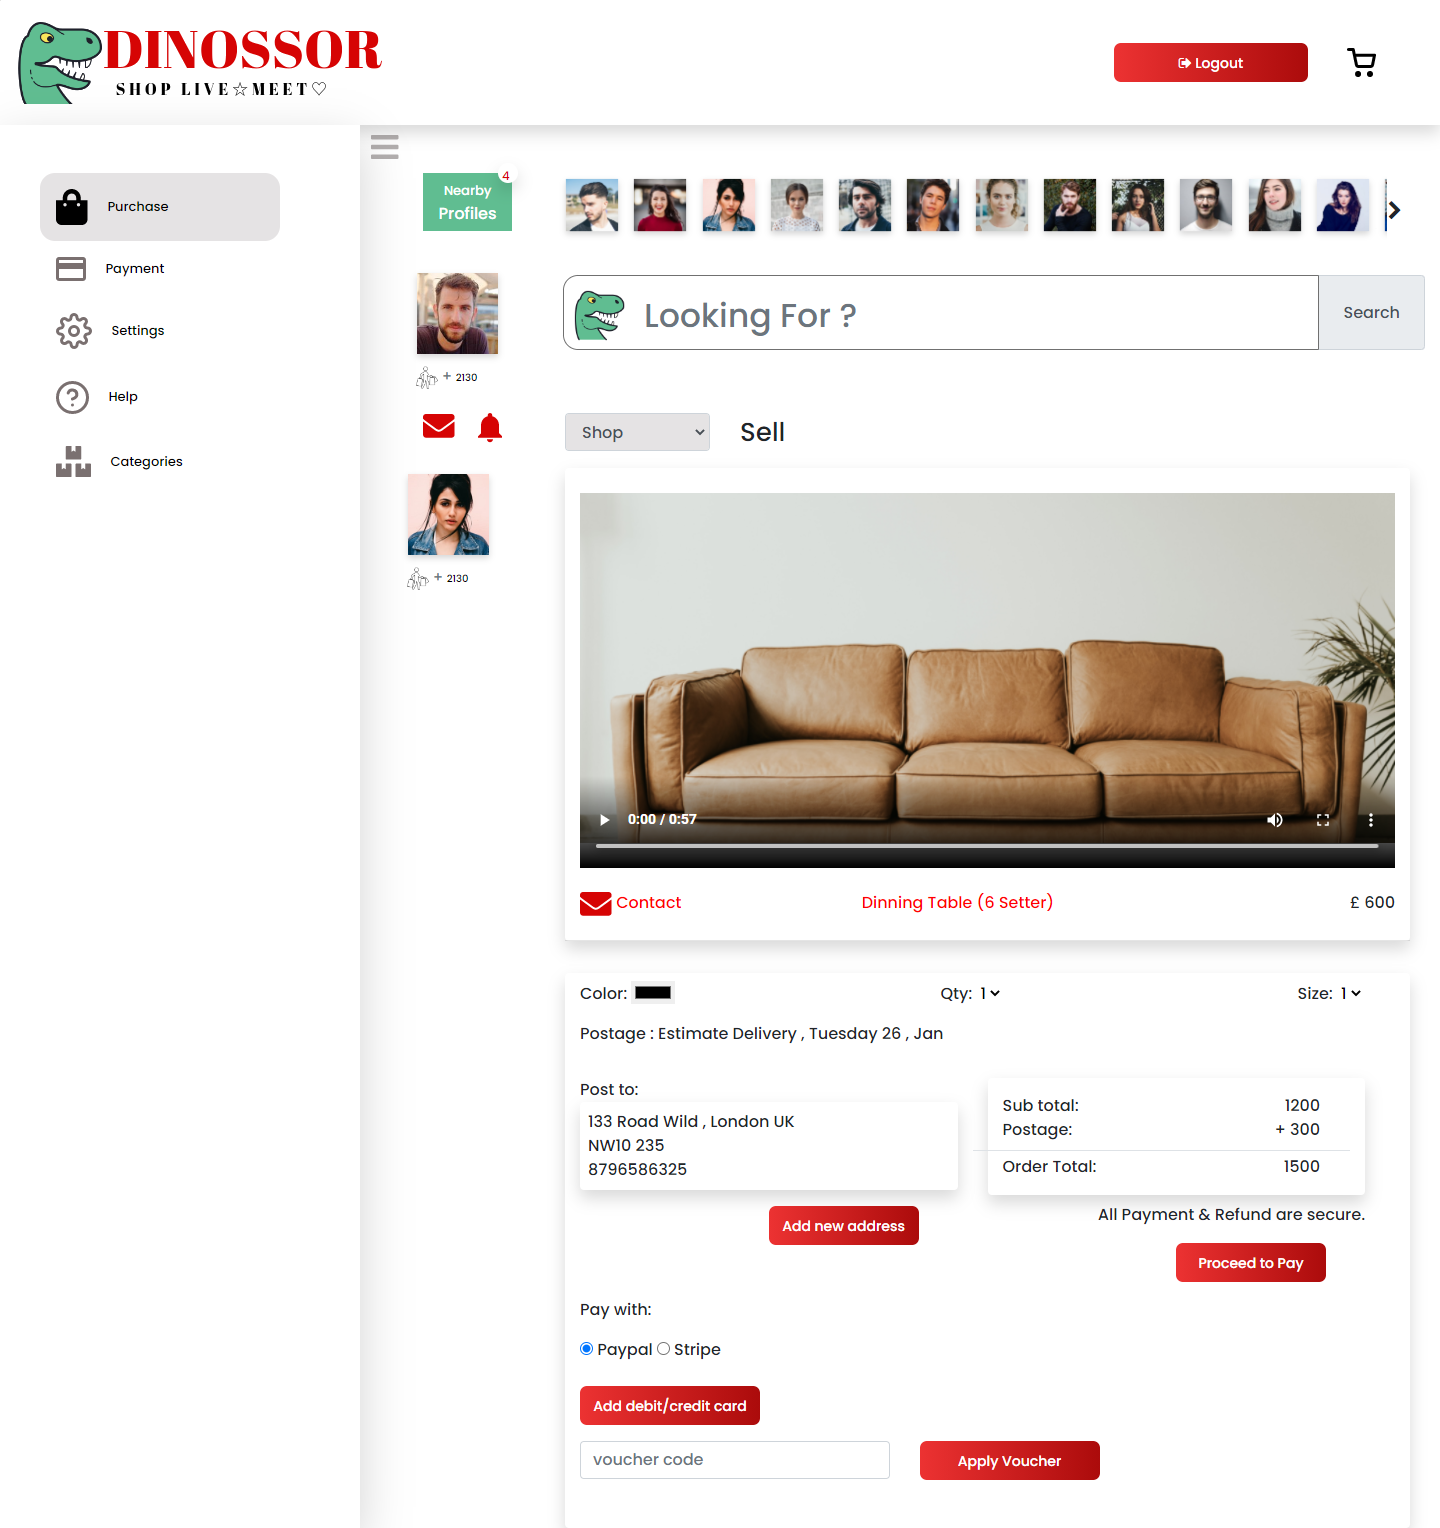 DINOSSOR
SHOP LIVE☆MEET♡
Logout
Purchase
Payment
Settings
Help
Categories
Nearby
Profiles
4
Looking For ?
Search
+ 2130
Shop
Sell
+ 2130
0:00 / 0:57
Contact
Dinning Table (6 Setter)
£ 600
Color:
Qty: 1
Size: 1
Postage : Estimate Delivery , Tuesday 26 , Jan
Post to:
133 Road Wild , London UK
NW10 235
8796586325
Add new address
Sub total: 1200
Postage: + 300
Order Total: 1500
All Payment & Refund are secure.
Proceed to Pay
Pay with:
Paypal Stripe
Add debit/credit card
voucher code
Apply Voucher